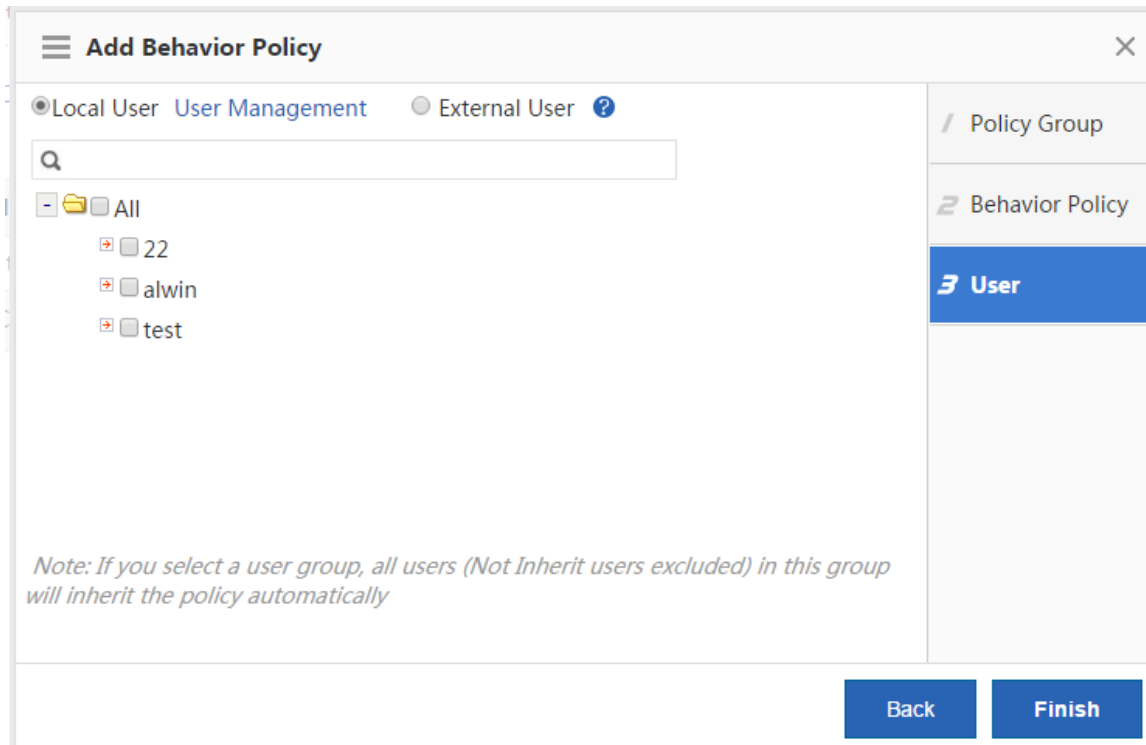 Add Behavior Policy
Local User User Management External User ?
All
22
alwin
test
Note: If you select a user group, all users (Not Inherit users excluded) in this group
will inherit the policy automatically
1 Policy Group
2 Behavior Policy
3 User
Back Finish